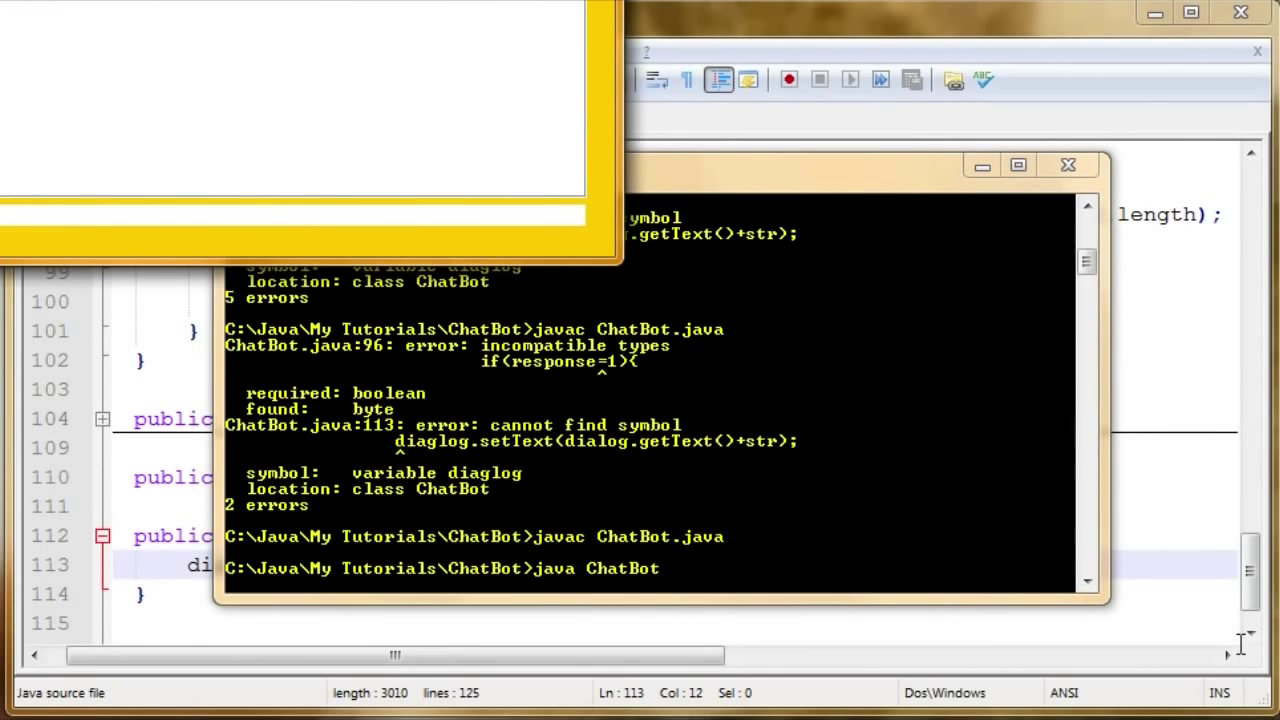 ?
X
ABC
length);
ymbol
.getText()+str);
99
symbol: variable diaglog
100
location: class ChatBot
5 errors
101
}
C:\Java\My Tutorials\ChatBot>javac ChatBot.java
ChatBot.java:96: error: incompatible types
102
}
if(response=1){
^
103
required: boolean
found: byte
104
public
ChatBot.java:113: error: cannot find symbol
diaglog.setText(dialog.getText()+str);
109
^
110
public
symbol: variable diaglog
location: class ChatBot
111
2 errors
112
public
C:\Java\My Tutorials\ChatBot>javac ChatBot.java
113
di
C:\Java\My Tutorials\ChatBot>java ChatBot
114
}
115
Java source file
length : 3010 lines : 125
Ln : 113 Col : 12 Sel : 0
Dos\Windows
ANSI
INS